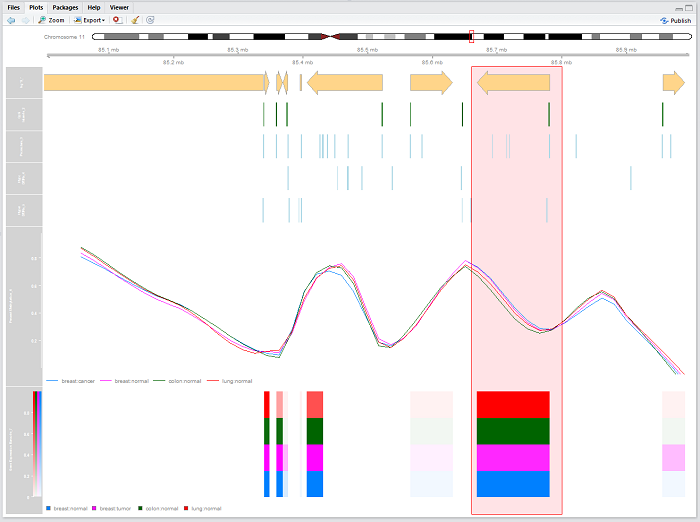 Files Plots Packages Help Viewer
Zoom Export Publish
Chromosome 11
85.1 mb 85.3 mb 85.5 mb 85.7 mb 85.9 mb
85.2 mb 85.4 mb 85.6 mb 85.8 mb
breast:cancer breast:normal colon:normal lung:normal
breast:normal breast:tumor colon:normal lung:normal